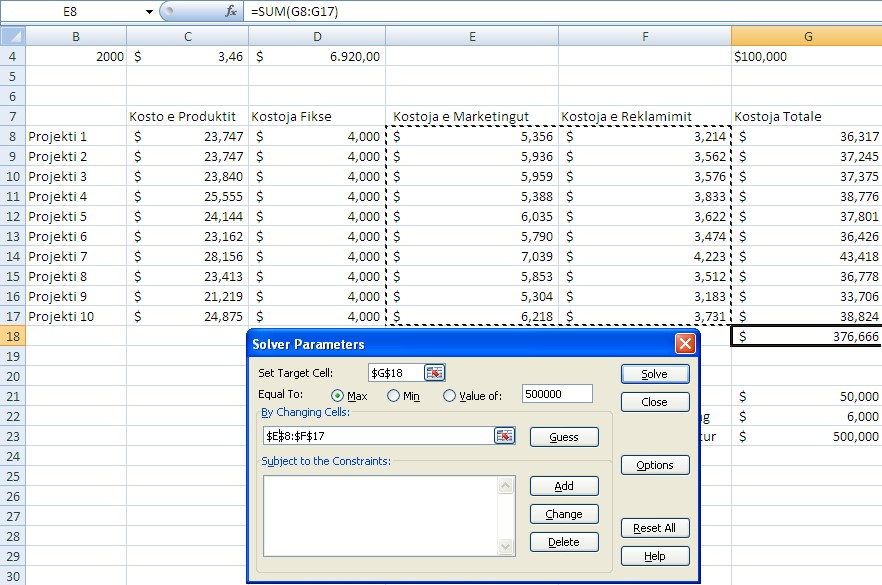 E8 fx =SUM(G8:G17)
B C D E F G
4 2000 $ 3,46 $ 6.920,00 $100,000
5
6
7 Kosto e Produktit Kostoja Fikse Kostoja e Marketingut Kostoja e Reklamimit Kostoja Totale
8 Projekti 1 $ 23,747 $ 4,000 $ 5,356 $ 3,214 $ 36,317
9 Projekti 2 $ 23,747 $ 4,000 $ 5,936 $ 3,562 $ 37,245
10 Projekti 3 $ 23,840 $ 4,000 $ 5,959 $ 3,576 $ 37,375
11 Projekti 4 $ 25,555 $ 4,000 $ 5,388 $ 3,833 $ 38,776
12 Projekti 5 $ 24,144 $ 4,000 $ 6,035 $ 3,622 $ 37,801
13 Projekti 6 $ 23,162 $ 4,000 $ 5,790 $ 3,474 $ 36,426
14 Projekti 7 $ 28,156 $ 4,000 $ 7,039 $ 4,223 $ 43,418
15 Projekti 8 $ 23,413 $ 4,000 $ 5,853 $ 3,512 $ 36,778
16 Projekti 9 $ 21,219 $ 4,000 $ 5,304 $ 3,183 $ 33,706
17 Projekti 10 $ 24,875 $ 4,000 $ 6,218 $ 3,731 $ 38,824
18 $ 376,666
19
20
21 $ 50,000
22 g $ 6,000
23 tur $ 500,000
24
25
26
27
28
29
30
Solver Parameters
Set Target Cell: $G$18 Solve
Equal To: Max Min Value of: 500000 Close
By Changing Cells:
$E$8:$F$17 Guess
Subject to the Constraints: Options
Add
Change
Reset All
Delete
Help